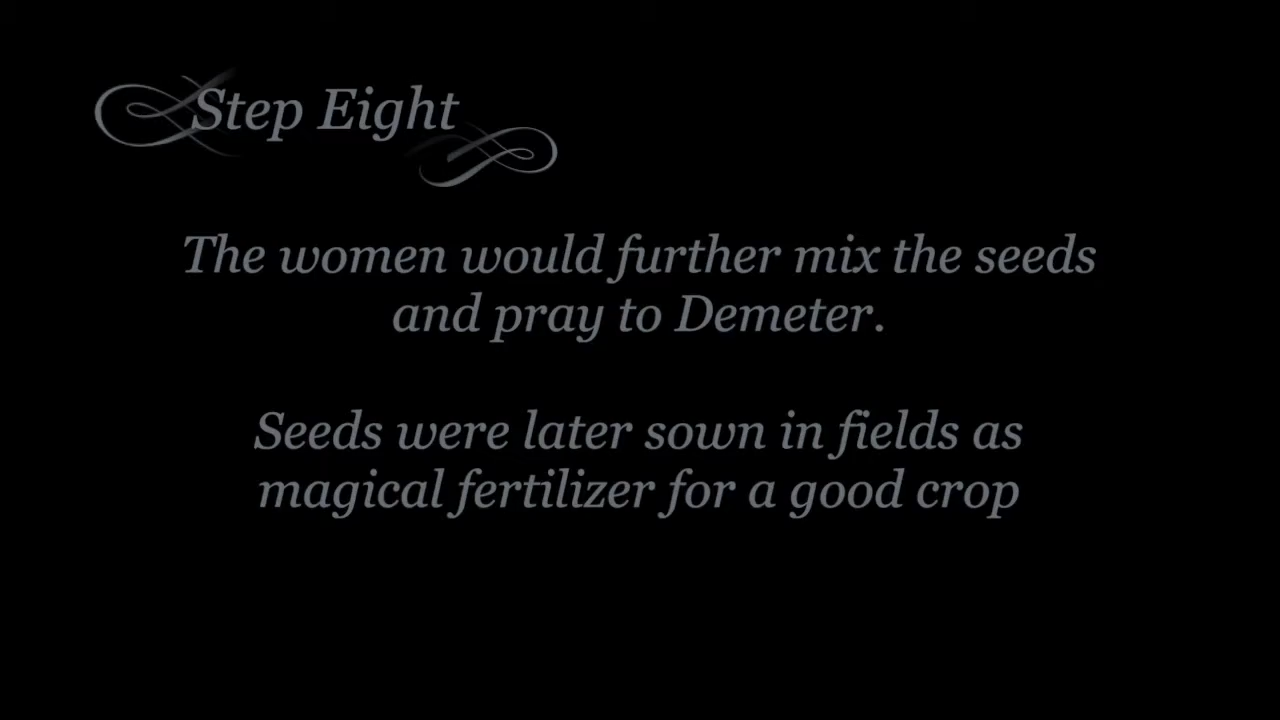 Step Eight
The women would further mix the seeds
and pray to Demeter.
Seeds were later sown in fields as
magical fertilizer for a good crop